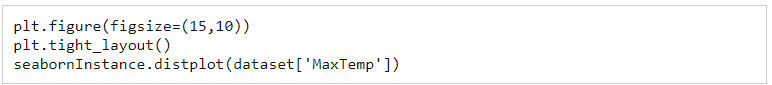 plt.figure(figsize=(15,10))
plt.tight_layout()
seabornInstance.distplot(dataset['MaxTemp'])